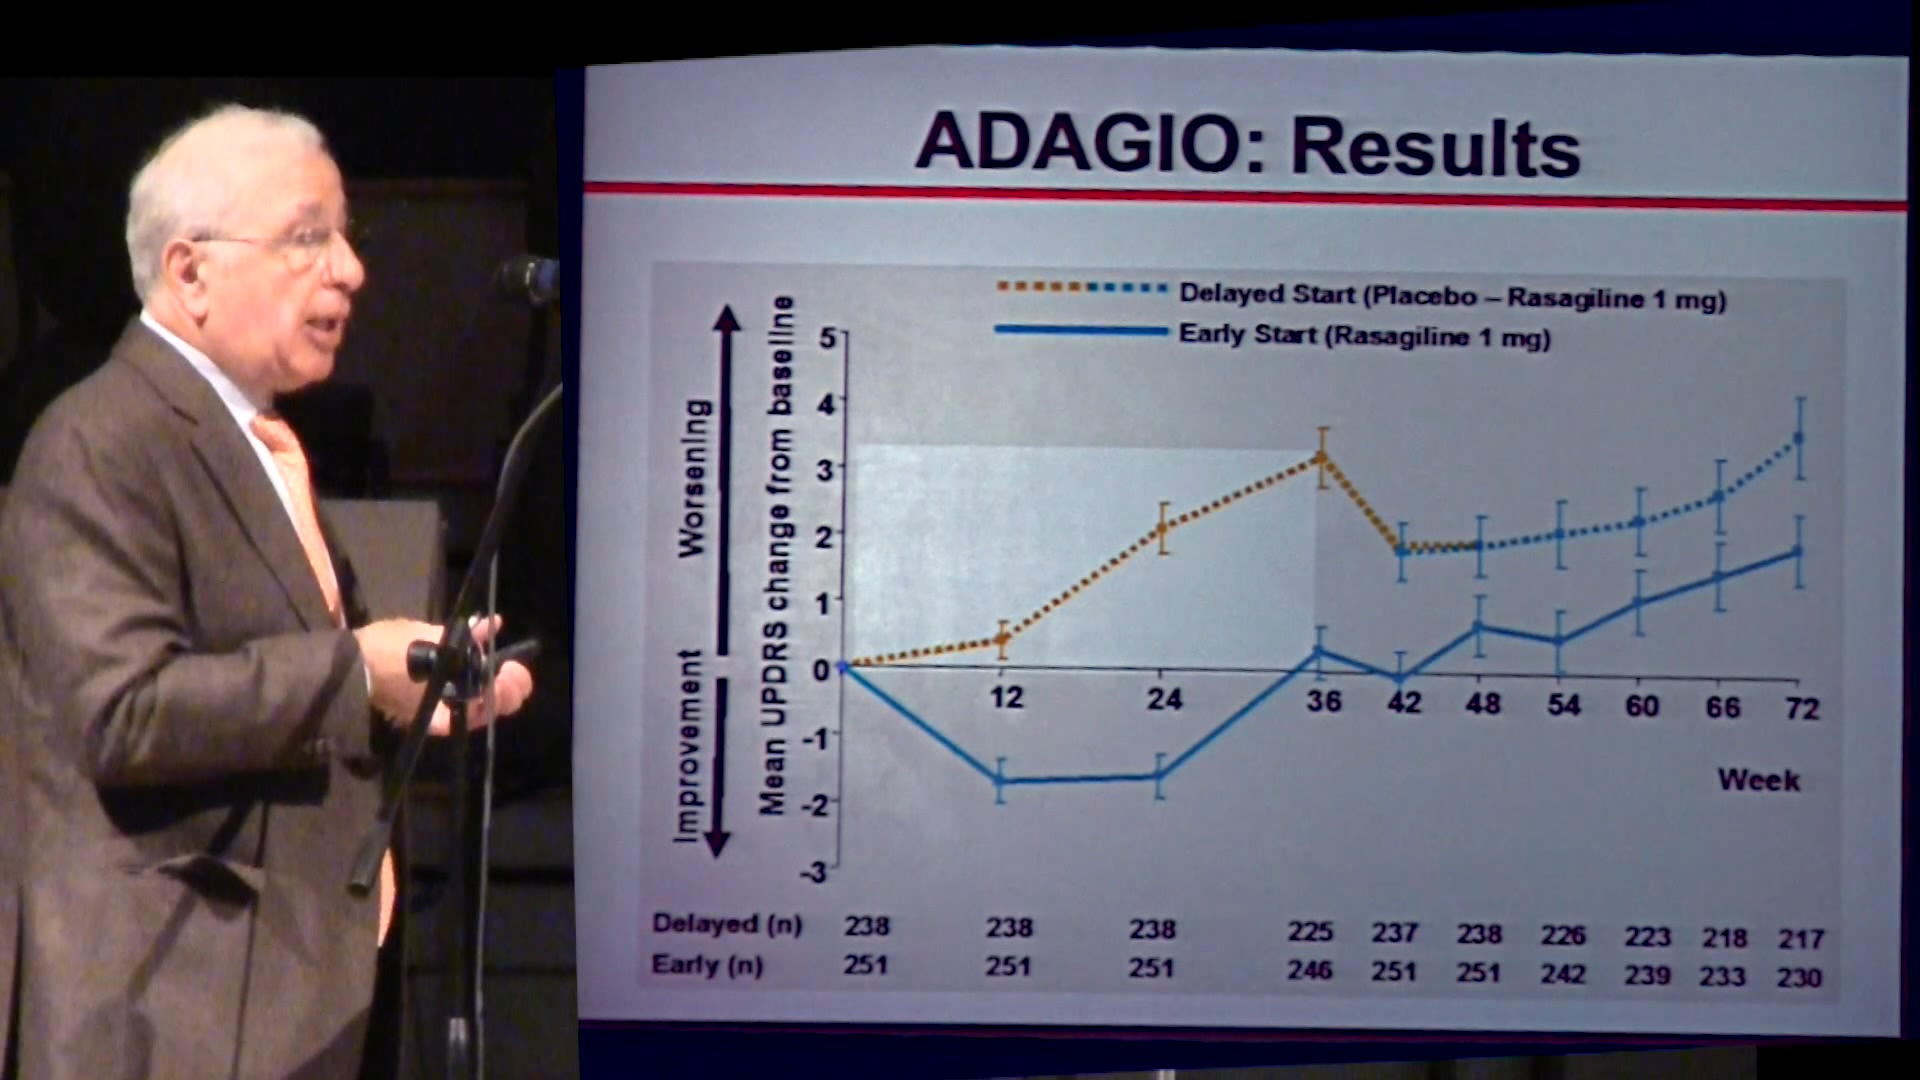 ADAGIO: Results
Delayed Start (Placebo – Rasagiline 1 mg)
Early Start (Rasagiline 1 mg)
Worsening
Improvement
Mean UPDRS change from baseline
5
4
3
2
1
0
-1
-2
-3
12 24 36 42 48 54 60 66 72
Week
Delayed (n) 238 238 238 225 237 238 226 223 218 217
Early (n) 251 251 251 246 251 251 242 239 233 230